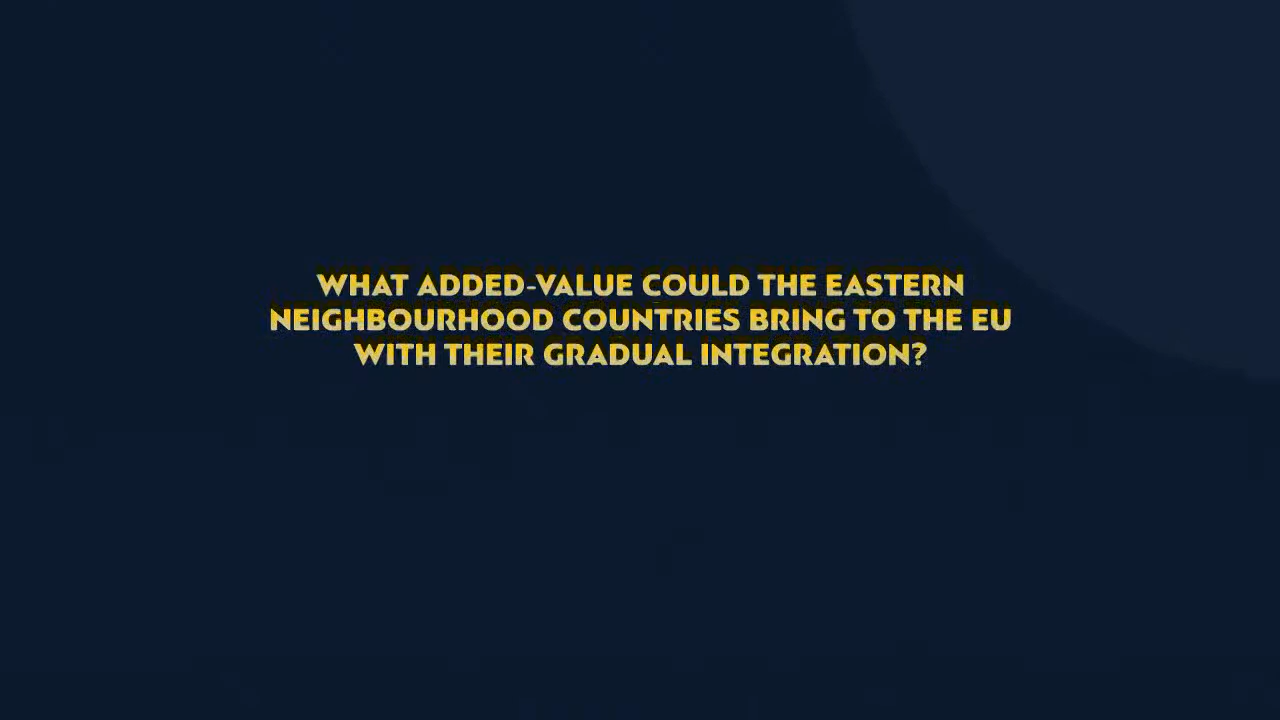 WHAT ADDED-VALUE COULD THE EASTERN
NEIGHBOURHOOD COUNTRIES BRING TO THE EU
WITH THEIR GRADUAL INTEGRATION?